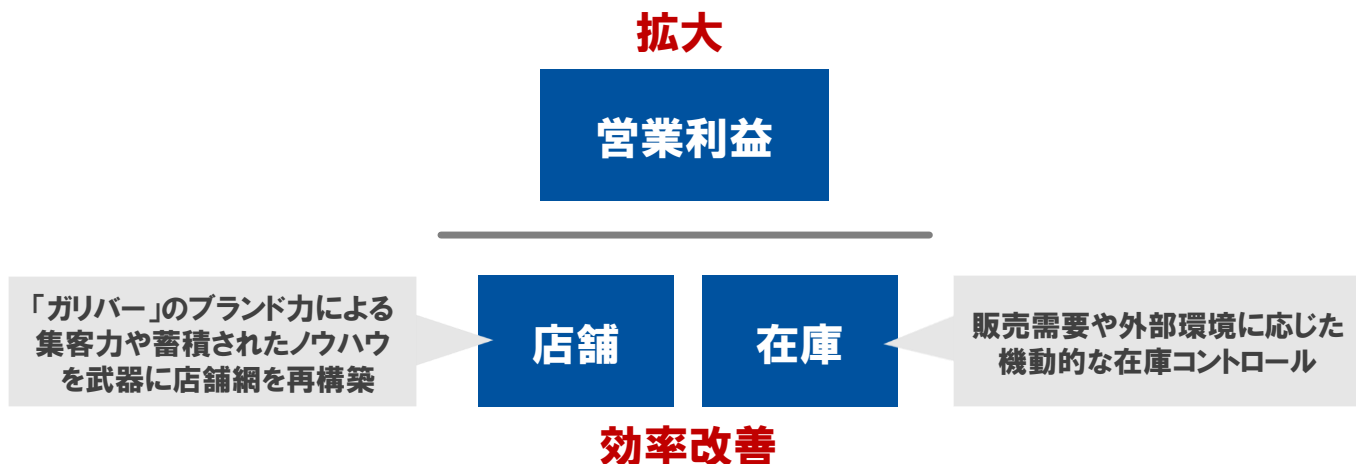 拡大
営業利益
「ガリバー」のブランド力による
集客力や蓄積されたノウハウ
を武器に店舗網を再構築
店舗
在庫
販売需要や外部環境に応じた
機動的な在庫コントロール
効率改善